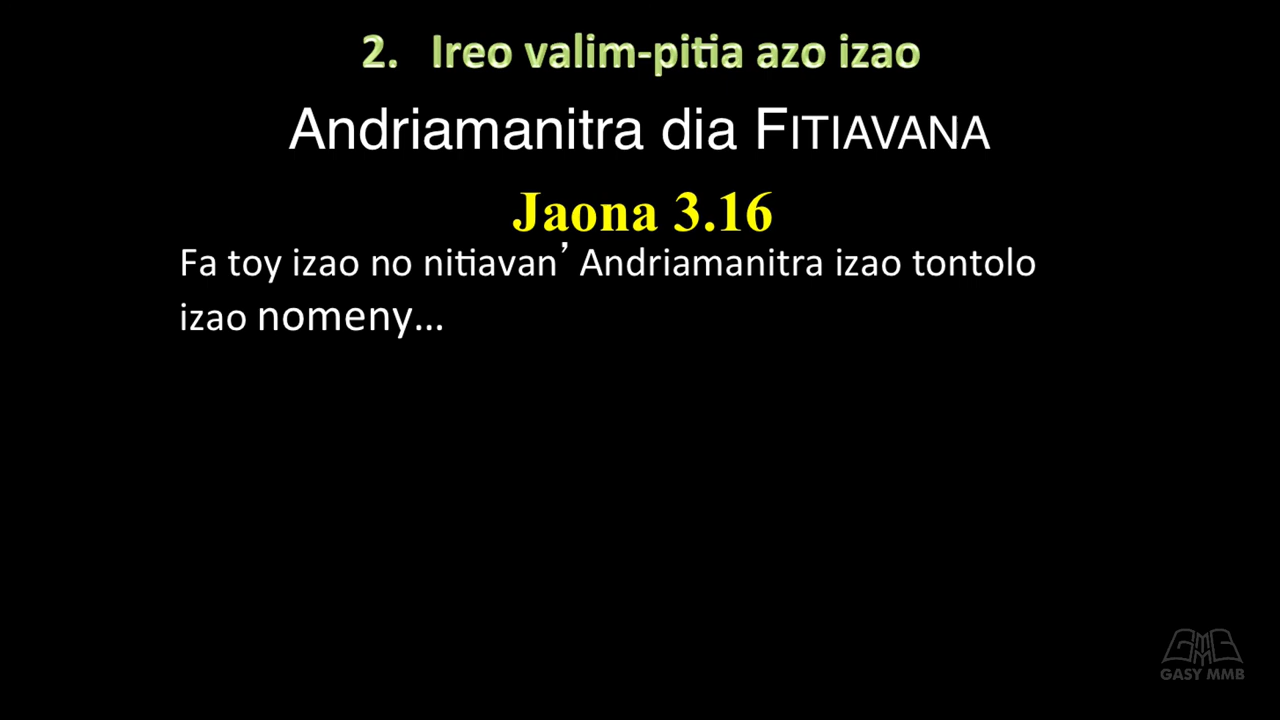 2. Ireo valim-pitia azo izao
Andriamanitra dia FITIAVANA
Jaona 3.16
Fa toy izao no nitiavan’ Andriamanitra izao tontolo
izao nomeny...
GASY MMB